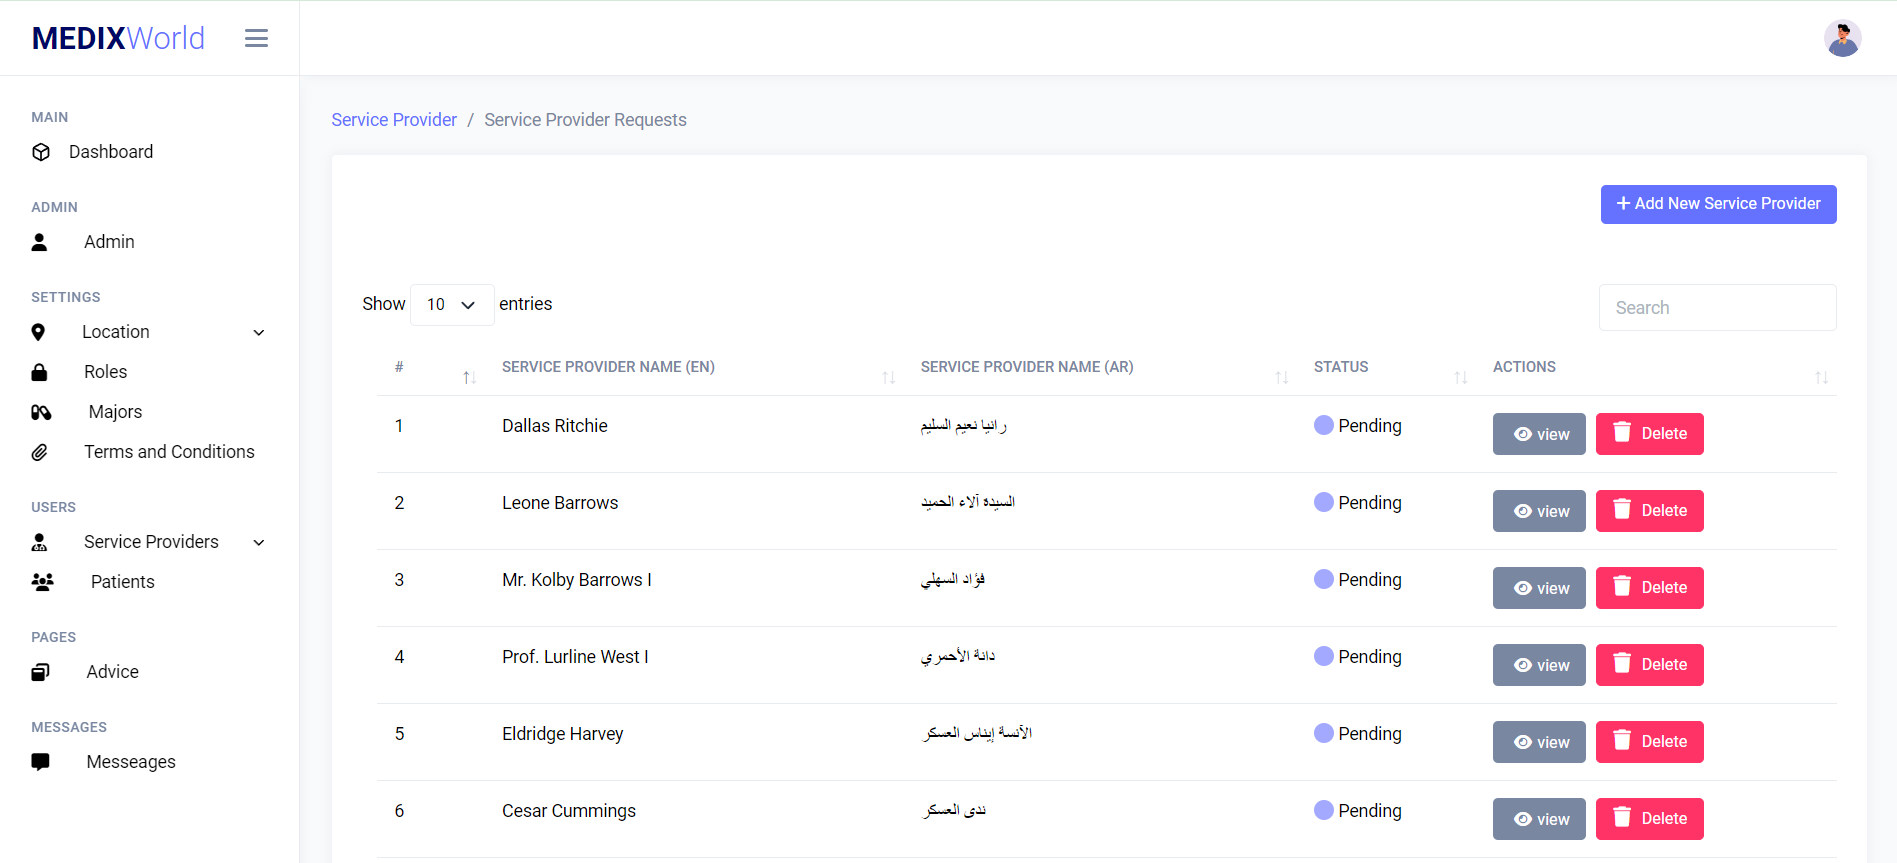 MEDIXWorld
MAIN
Dashboard
ADMIN
Admin
SETTINGS
Location
Roles
Majors
Terms and Conditions
USERS
Service Providers
Patients
PAGES
Advice
MESSAGES
Messeages
Service Provider / Service Provider Requests
+ Add New Service Provider
Show 10 entries
Search
# SERVICE PROVIDER NAME (EN) SERVICE PROVIDER NAME (AR) STATUS ACTIONS
1 Dallas Ritchie رانيا نعيم السليم Pending view Delete
2 Leone Barrows السيدة آلاء الحميد Pending view Delete
3 Mr. Kolby Barrows I فؤاد السهلي Pending view Delete
4 Prof. Lurline West I دانة الأحمري Pending view Delete
5 Eldridge Harvey الآنسة إيناس العسكر Pending view Delete
6 Cesar Cummings ندى العسكر Pending view Delete